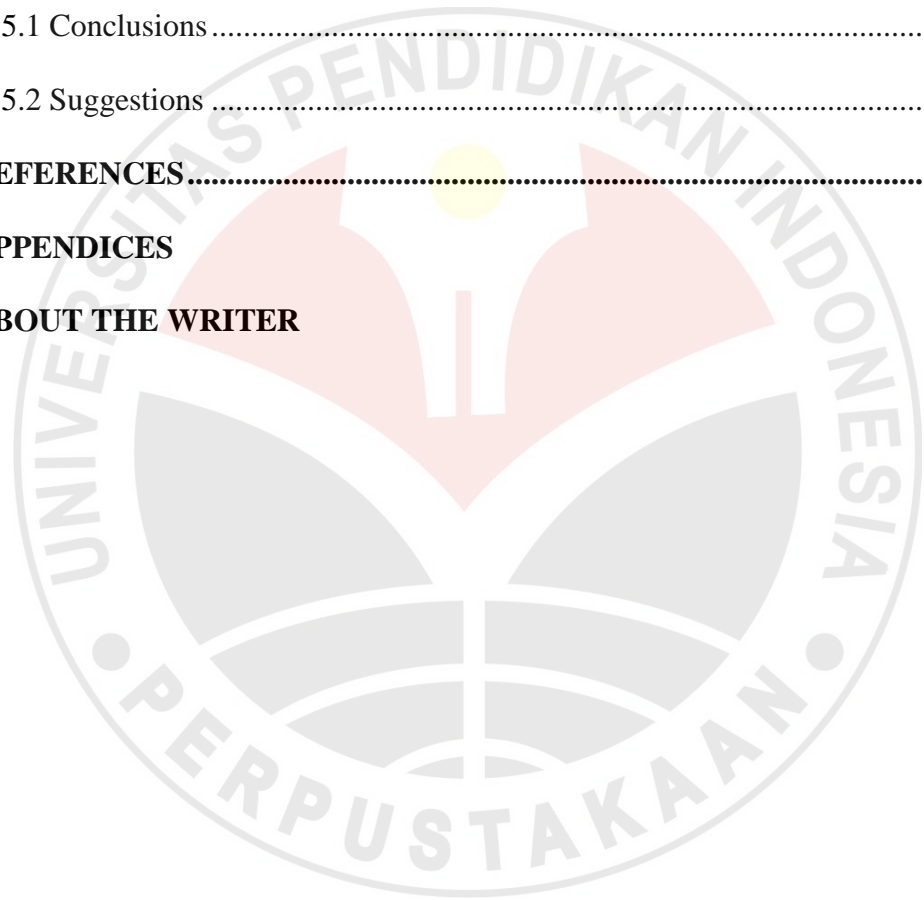 5.1 Conclusions ....................................................................................................
5.2 Suggestions ....................................................................................................
EFERENCES ....................................................................................................
PPENDICES
BOUT THE WRITER
UNIVERSITAS PENDIDIKAN INDONESIA
PERPUSTAKAAN